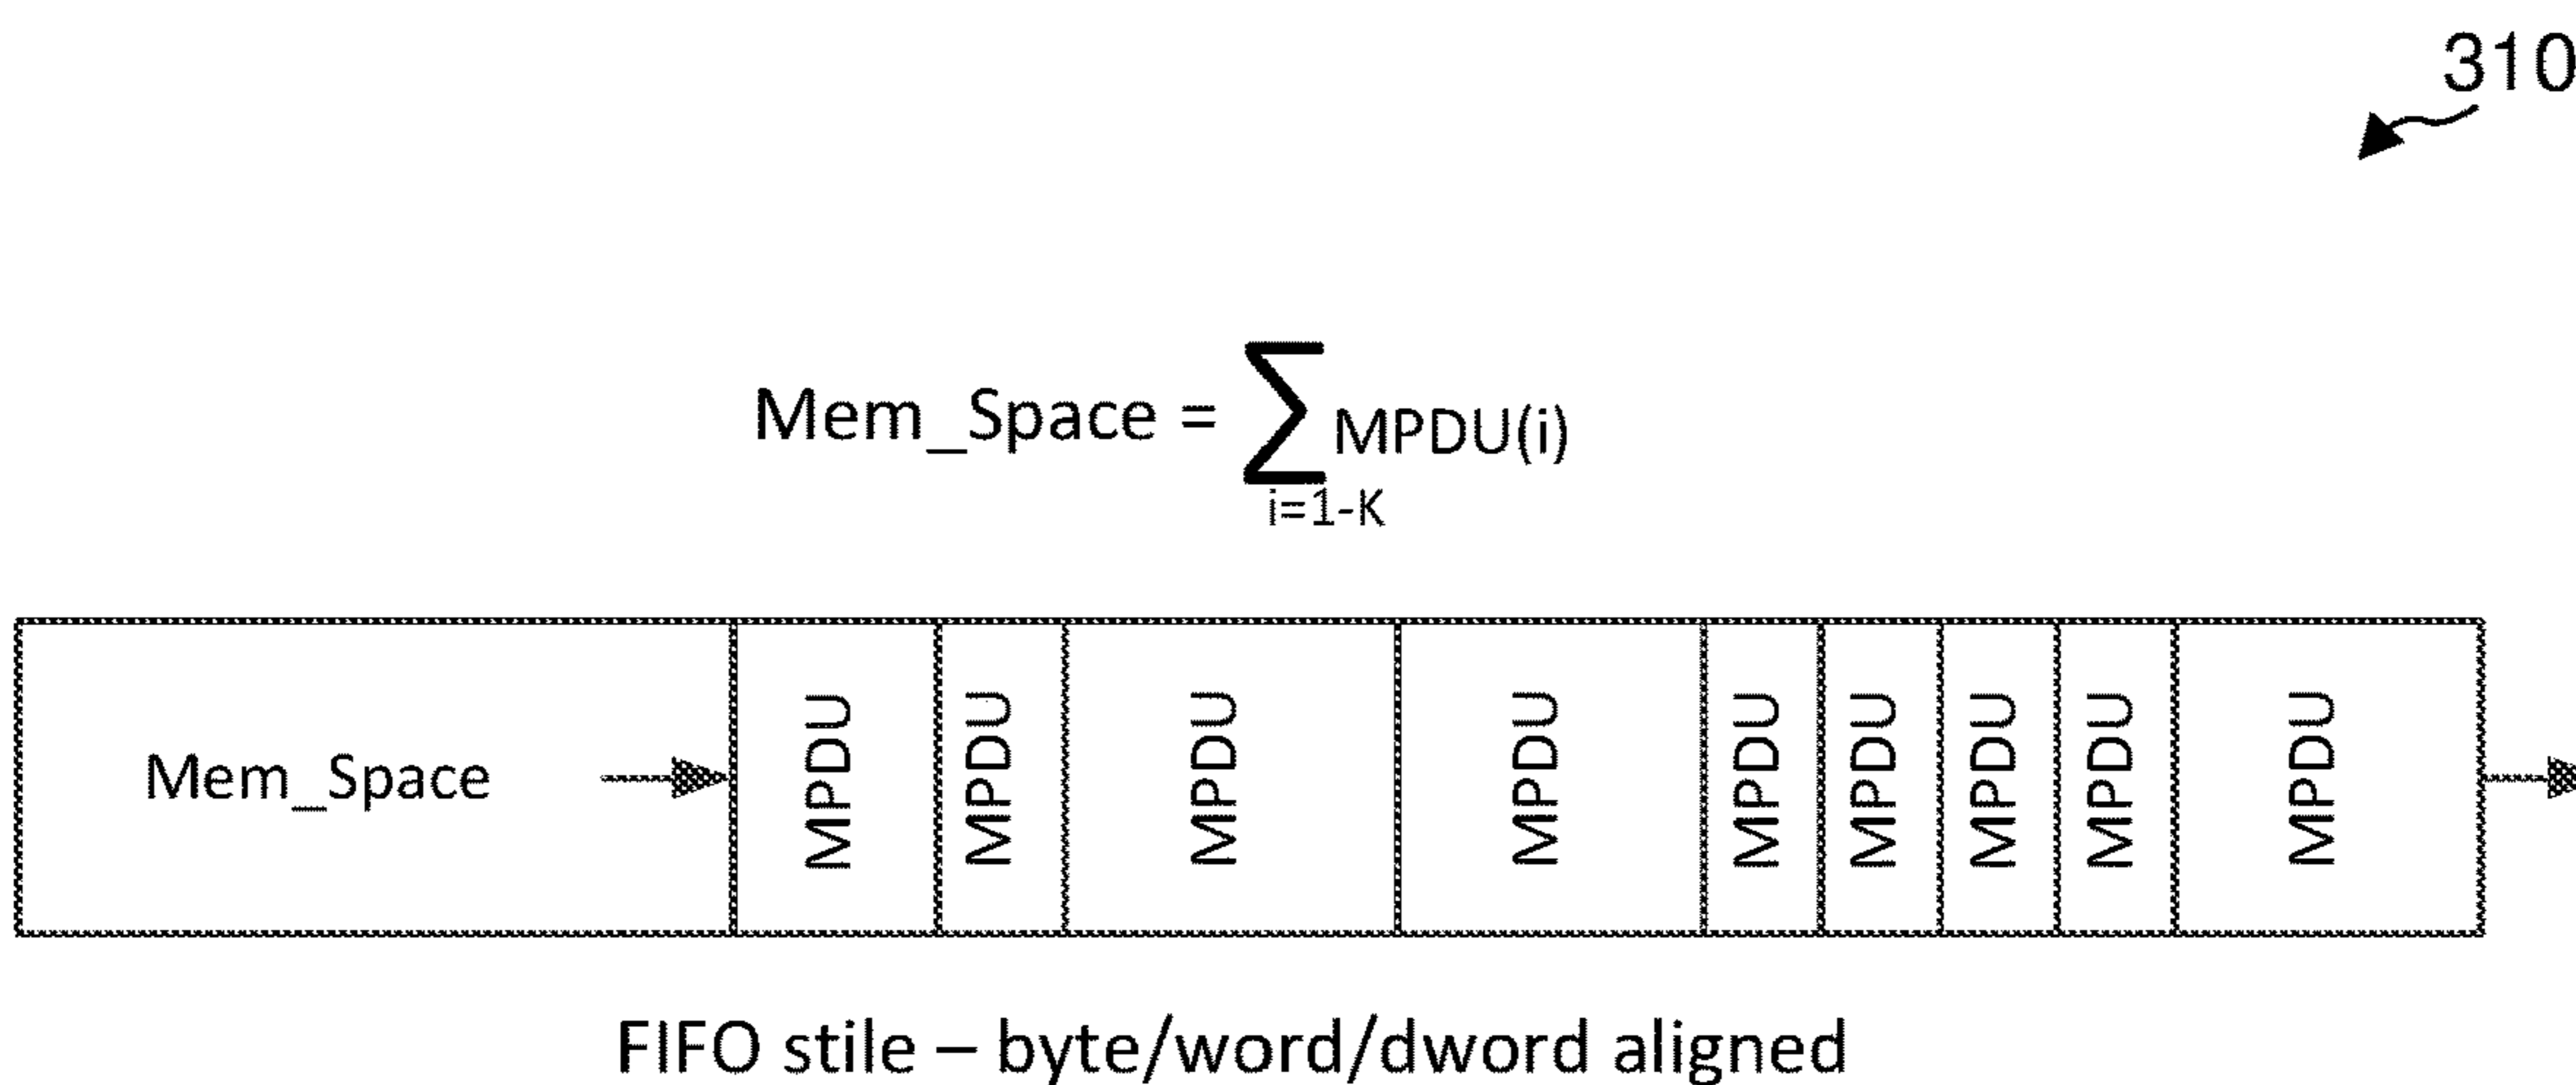 310
Mem_Space = ∑ MPDU(i)
i=1-K
Mem_Space
MPDU
MPDU
MPDU
MPDU
MPDU
MPDU
MPDU
MPDU
MPDU
FIFO stile – byte/word/dword aligned